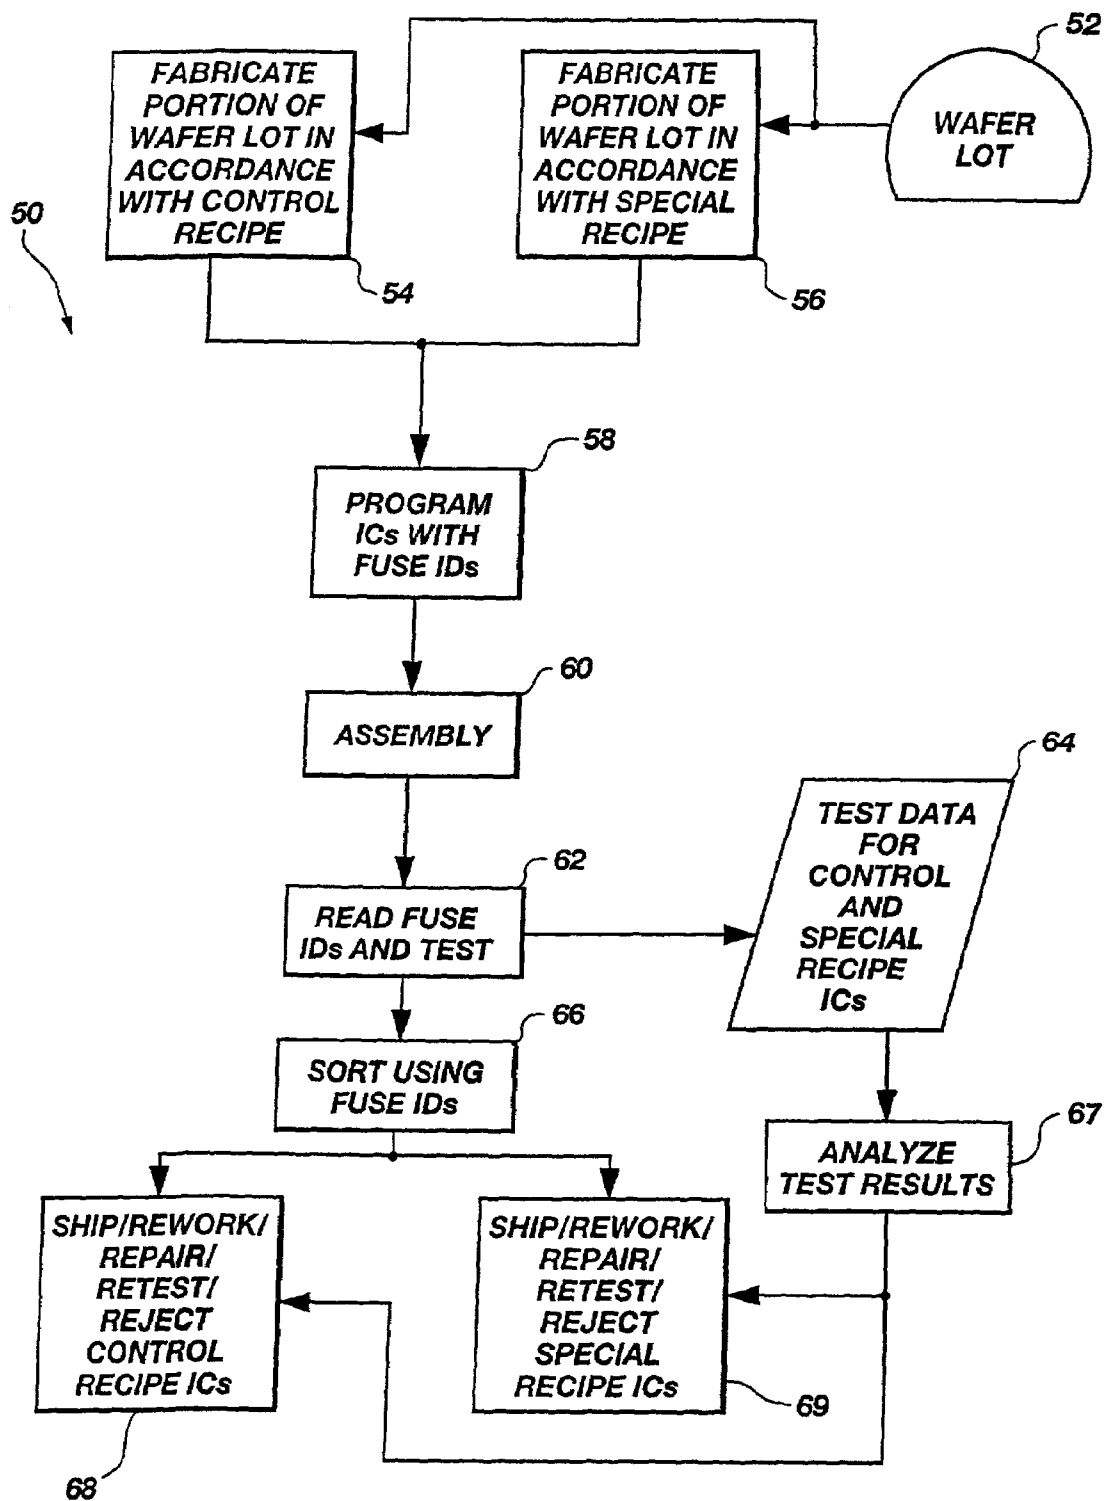 52
WAFER
LOT
FABRICATE
PORTION OF
WAFER LOT IN
ACCORDANCE
WITH CONTROL
RECIPE
54
FABRICATE
PORTION OF
WAFER LOT IN
ACCORDANCE
WITH SPECIAL
RECIPE
56
50
58
PROGRAM
ICs WITH
FUSE IDs
60
ASSEMBLY
62
READ FUSE
IDs AND TEST
64
TEST DATA
FOR
CONTROL
AND
SPECIAL
RECIPE
ICs
66
SORT USING
FUSE IDs
67
ANALYZE
TEST RESULTS
SHIP/REWORK/
REPAIR/
RETEST/
REJECT
CONTROL
RECIPE ICs
68
SHIP/REWORK/
REPAIR/
RETEST/
REJECT
SPECIAL
RECIPE ICs
69